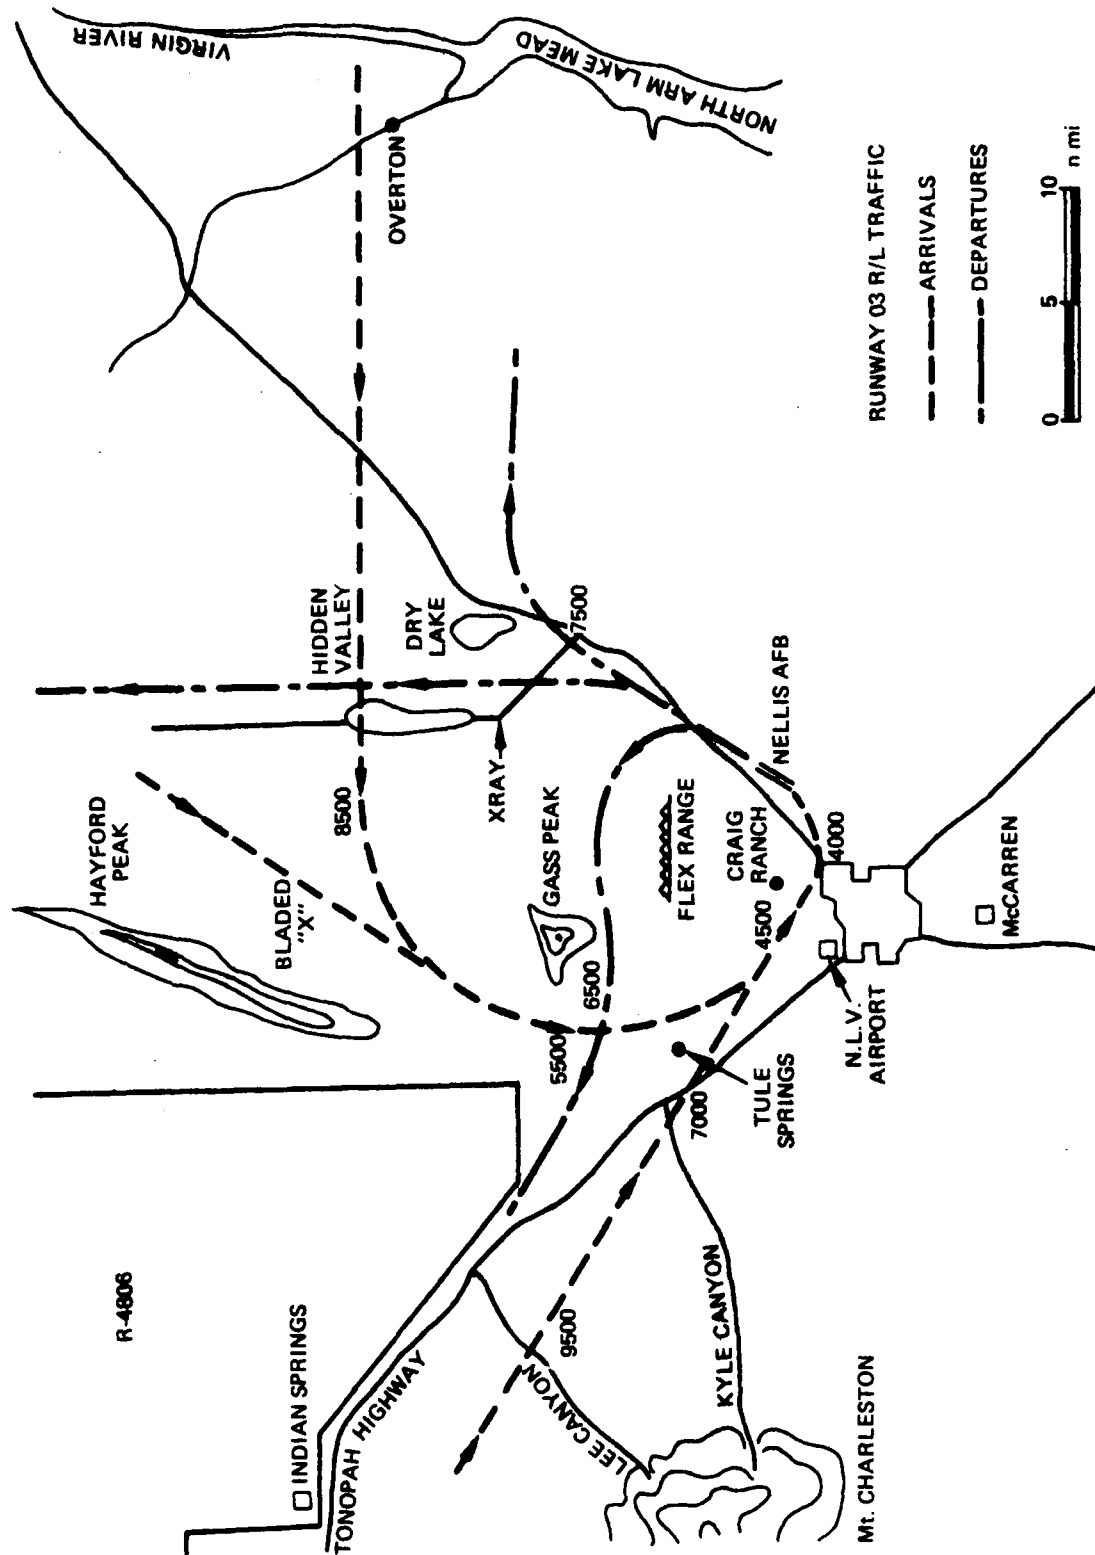 R-4806
INDIAN SPRINGS
TONOPAH HIGHWAY
LEE CANYON
KYLE CANYON
Mt. CHARLESTON
9500
7000
TULE
SPRINGS
N.L.V.
AIRPORT
McCARREN
HAYFORD
PEAK
BLADED
"X"
8500
5500
6500
GASS PEAK
XRAY
FLEX RANGE
CRAIG
RANCH
4500
4000
NELLIS AFB
HIDDEN
VALLEY
DRY
LAKE
7500
OVERTON
VIRGIN RIVER
NORTH ARM LAKE MEAD
RUNWAY 03 R/L TRAFFIC
ARRIVALS
DEPARTURES
0 5 10
n mi